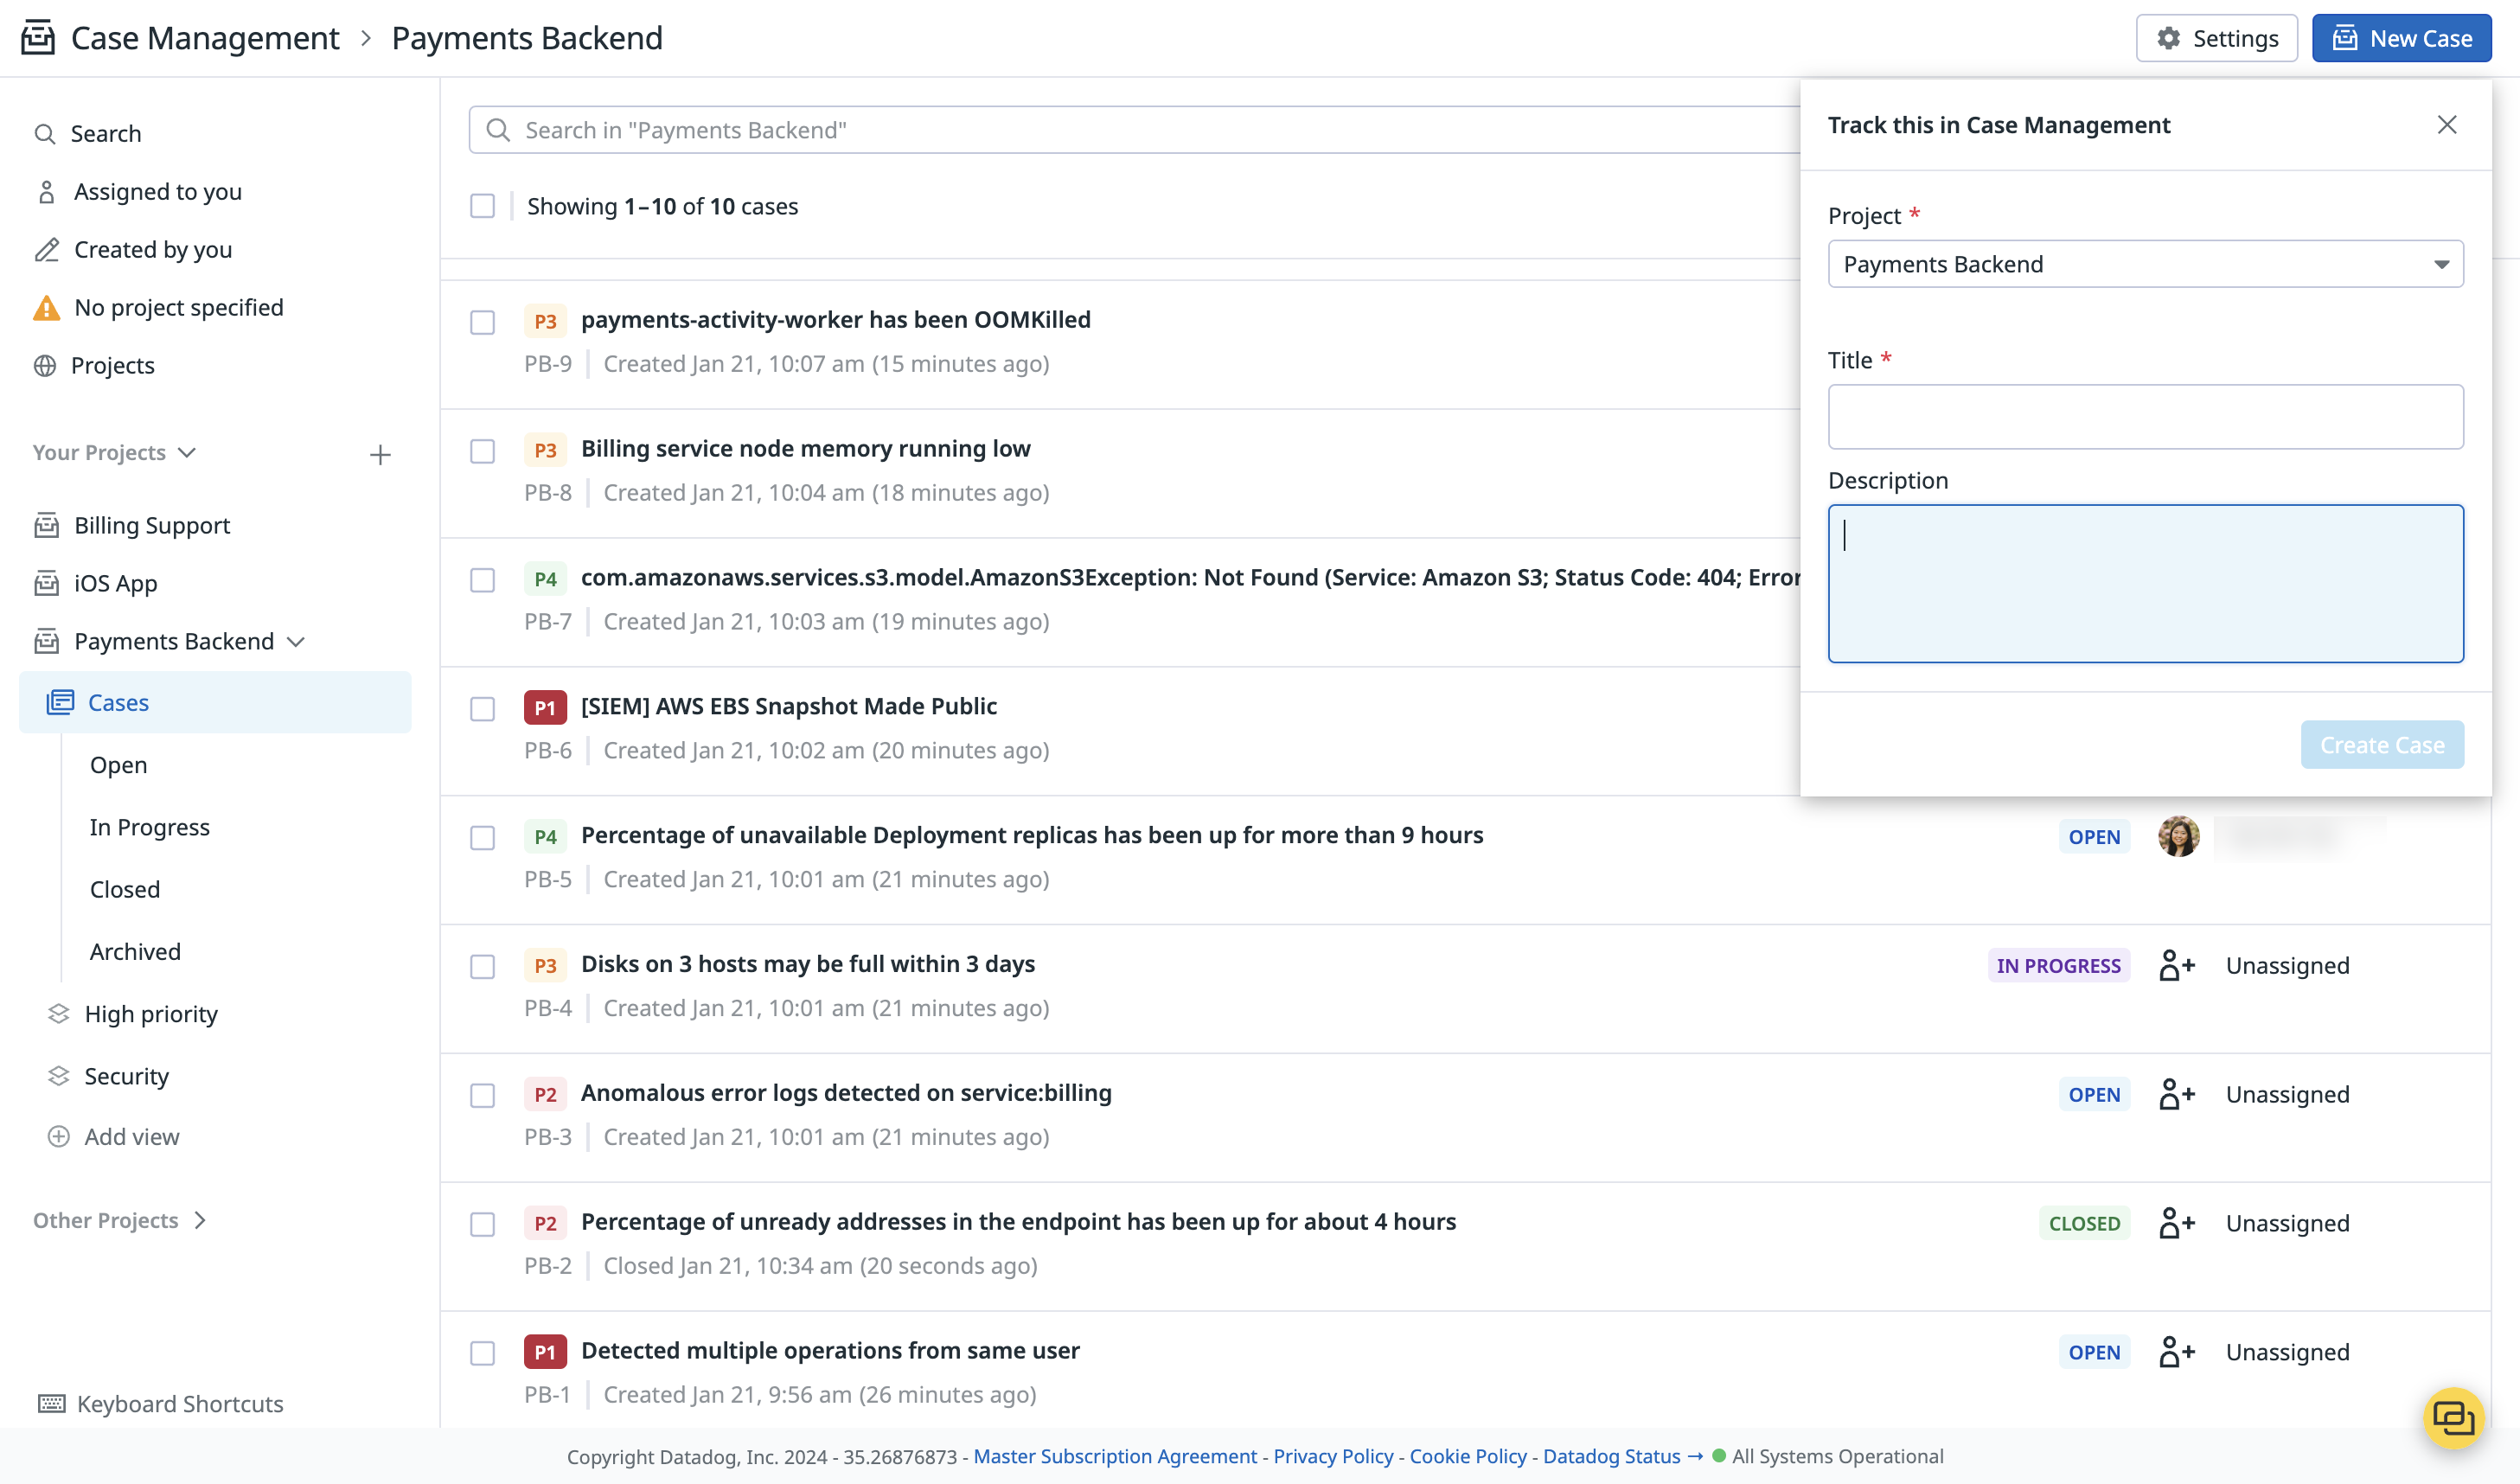 Case Management > Payments Backend
Settings
New Case
Search
Assigned to you
Created by you
No project specified
Projects
Your Projects
Billing Support
iOS App
Payments Backend
Cases
Open
In Progress
Closed
Archived
High priority
Security
Add view
Other Projects
Keyboard Shortcuts
Search in "Payments Backend"
Showing 1–10 of 10 cases
P3 payments-activity-worker has been OOMKilled
PB-9 Created Jan 21, 10:07 am (15 minutes ago)
P3 Billing service node memory running low
PB-8 Created Jan 21, 10:04 am (18 minutes ago)
P4 com.amazonaws.services.s3.model.AmazonS3Exception: Not Found (Service: Amazon S3; Status Code: 404; Error
PB-7 Created Jan 21, 10:03 am (19 minutes ago)
P1 [SIEM] AWS EBS Snapshot Made Public
PB-6 Created Jan 21, 10:02 am (20 minutes ago)
P4 Percentage of unavailable Deployment replicas has been up for more than 9 hours OPEN
PB-5 Created Jan 21, 10:01 am (21 minutes ago)
P3 Disks on 3 hosts may be full within 3 days IN PROGRESS Unassigned
PB-4 Created Jan 21, 10:01 am (21 minutes ago)
P2 Anomalous error logs detected on service:billing OPEN Unassigned
PB-3 Created Jan 21, 10:01 am (21 minutes ago)
P2 Percentage of unready addresses in the endpoint has been up for about 4 hours CLOSED Unassigned
PB-2 Closed Jan 21, 10:34 am (20 seconds ago)
P1 Detected multiple operations from same user OPEN Unassigned
PB-1 Created Jan 21, 9:56 am (26 minutes ago)
Track this in Case Management
Project *
Payments Backend
Title *
Description
Create Case
Copyright Datadog, Inc. 2024 - 35.26876873 - Master Subscription Agreement - Privacy Policy - Cookie Policy - Datadog Status → All Systems Operational